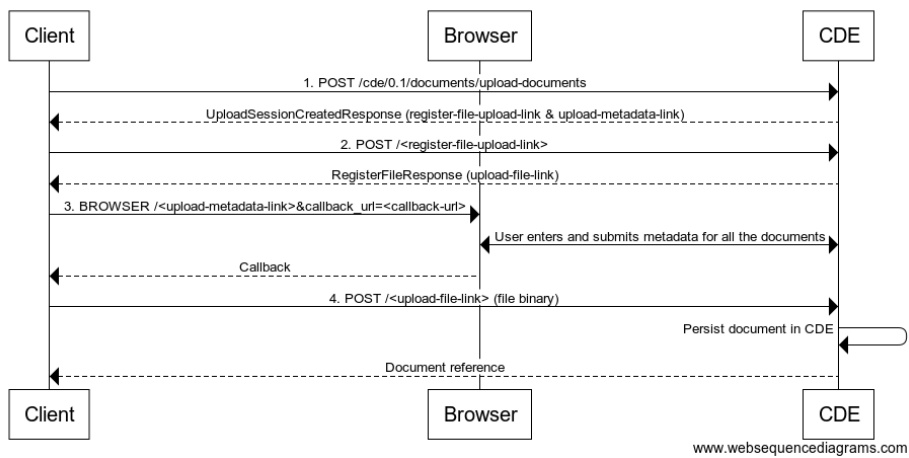 Client Browser CDE
1. POST /cde/0.1/documents/upload-documents
UploadSessionCreatedResponse (register-file-upload-link & upload-metadata-link)
2. POST /<register-file-upload-link>
RegisterFileResponse (upload-file-link)
3. BROWSER /<upload-metadata-link>&callback_url=<callback-url>
User enters and submits metadata for all the documents
Callback
4. POST /<upload-file-link> (file binary)
Persist document in CDE
Document reference
Client Browser CDE
www.websequencediagrams.com